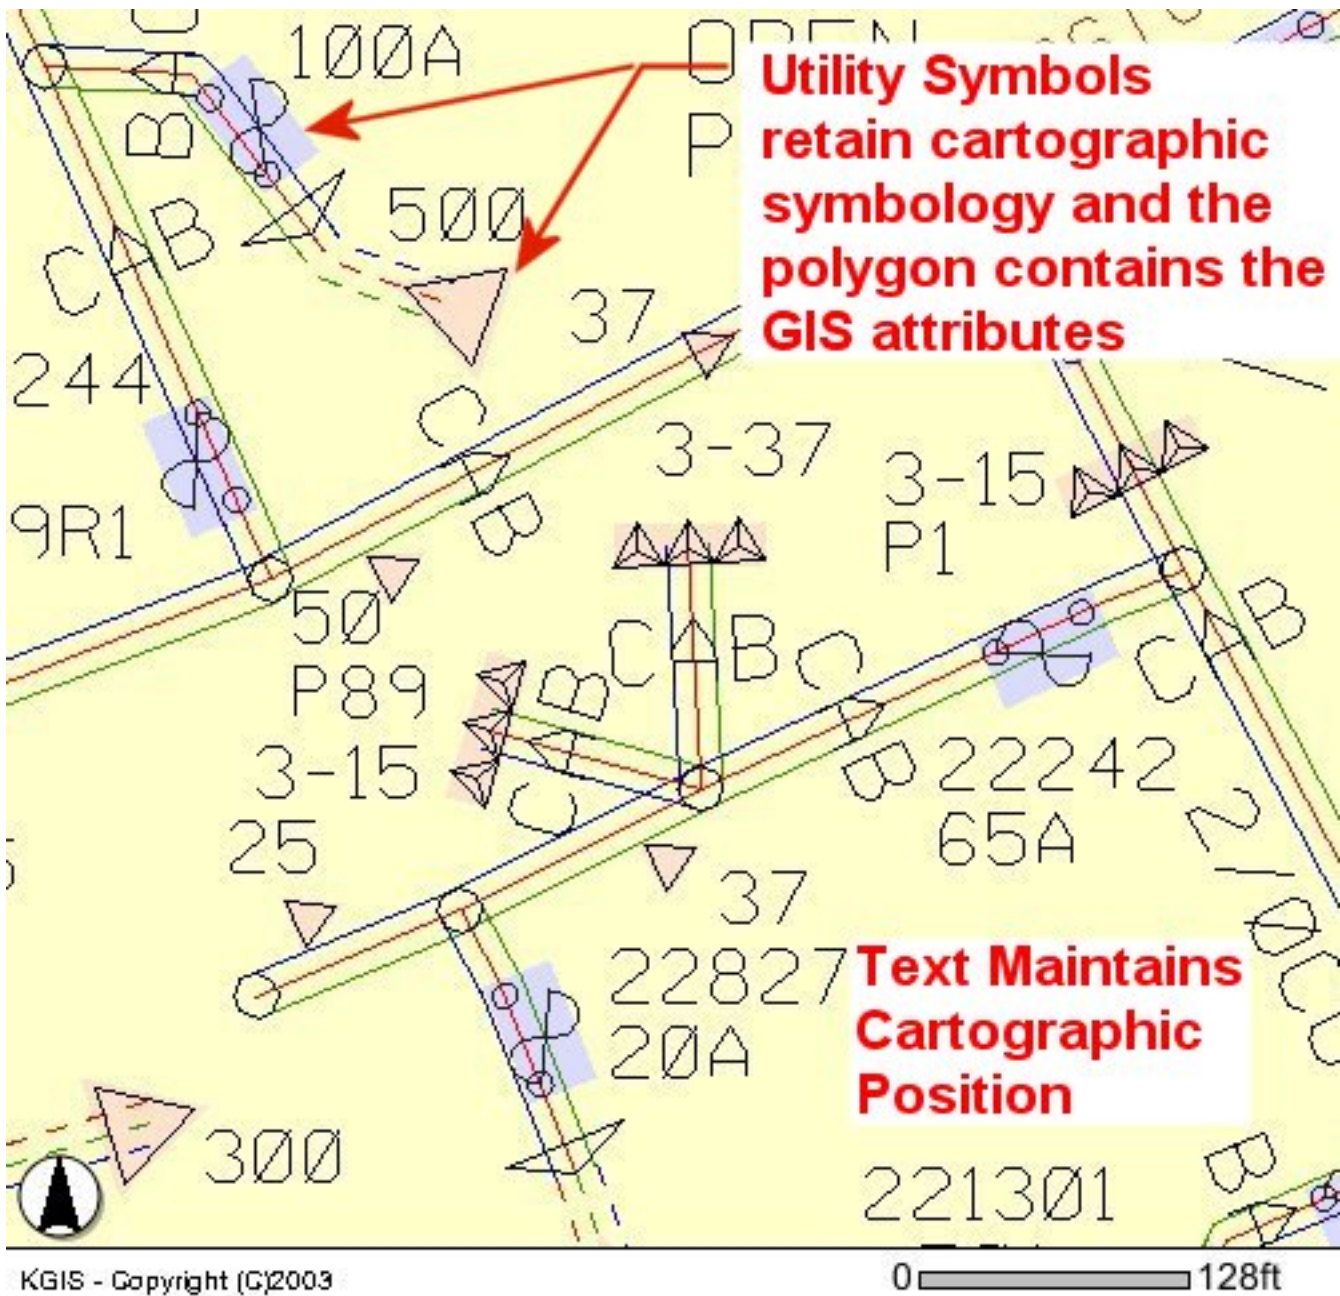 100A
OPEN
P
Utility Symbols
retain cartographic
symbology and the
polygon contains the
GIS attributes
B
C B
500
37
244
C
B
3-37
3-15
P1
9R1
50
P89
C B
B
C
C
B
C
B
3-15
C
22242
65A
25
37
22827
20A
Text Maintains
Cartographic
Position
300
221301
B
KGIS - Copyright (C)2003
0 128ft